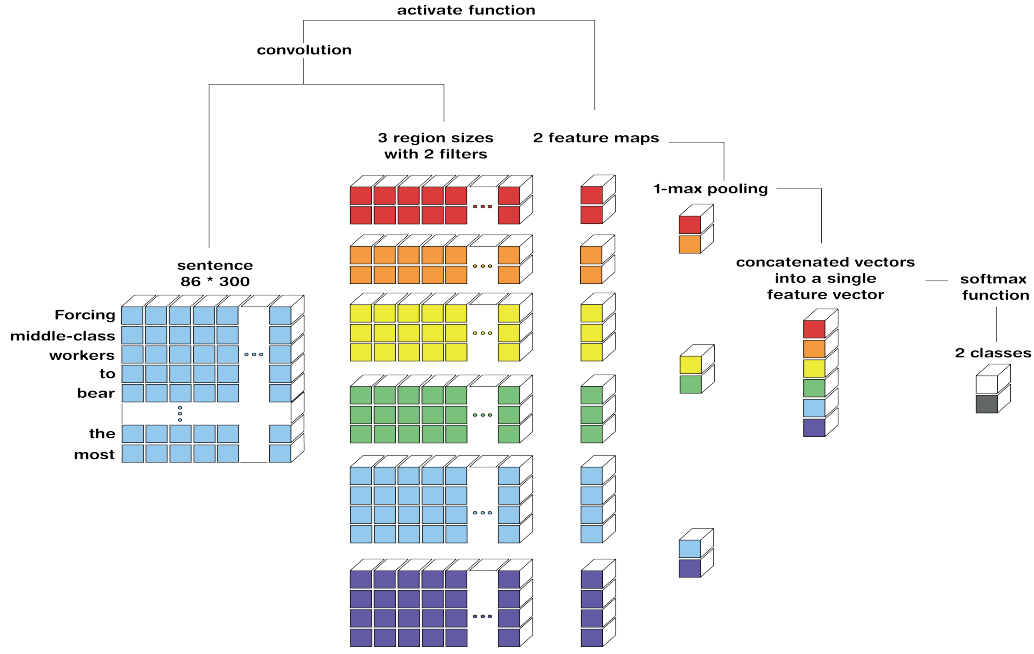 activate function
convolution
3 region sizes
with 2 filters
2 feature maps
1-max pooling
sentence
86 * 300
concatenated vectors
into a single
feature vector
softmax
function
Forcing
middle-class
workers
to
bear
the
most
2 classes